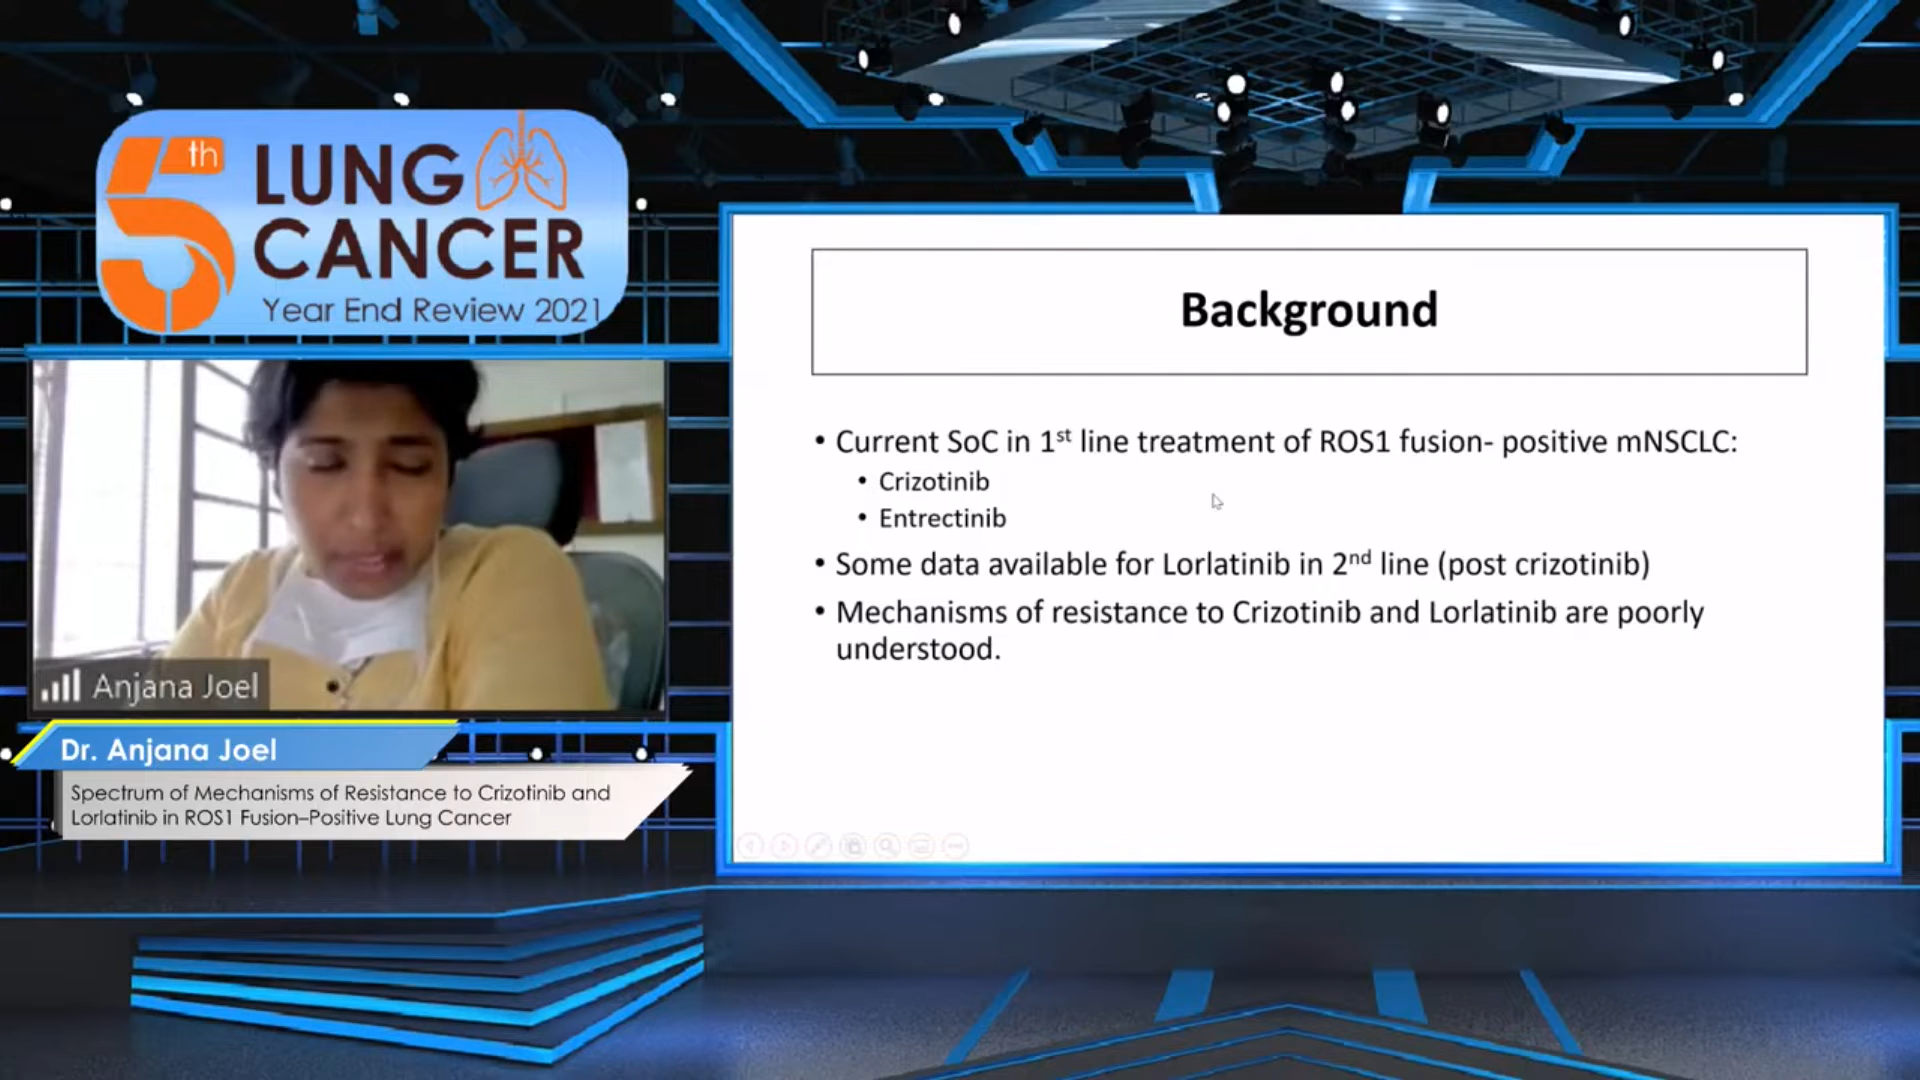 5th
LUNG
CANCER
Year End Review 2021
Anjana Joel
Dr. Anjana Joel
Spectrum of Mechanisms of Resistance to Crizotinib and
Lorlatinib in ROS1 Fusion–Positive Lung Cancer
Background
• Current SoC in 1st line treatment of ROS1 fusion- positive mNSCLC:
• Crizotinib
• Entrectinib
• Some data available for Lorlatinib in 2nd line (post crizotinib)
• Mechanisms of resistance to Crizotinib and Lorlatinib are poorly
understood.